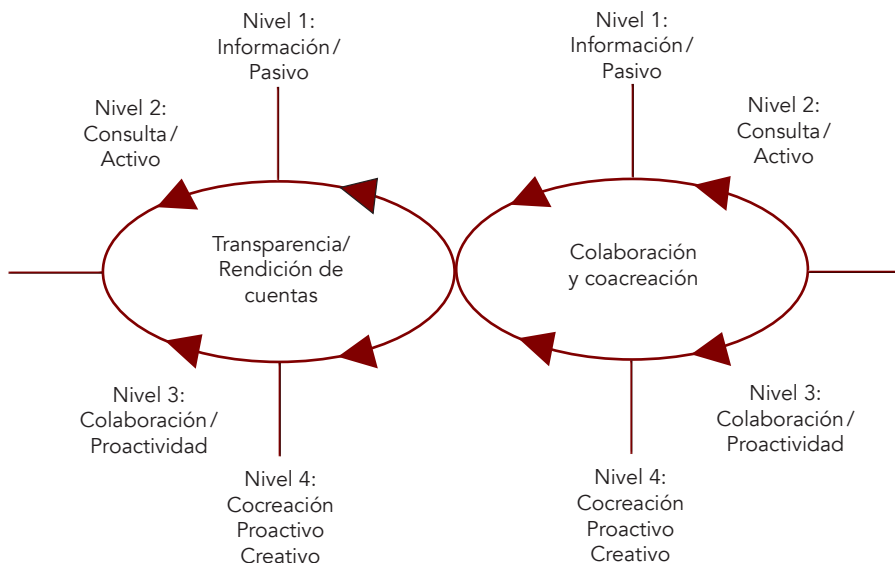 Nivel 1:
Información/
Pasivo
Nivel 2:
Consulta/
Activo
Transparencia/
Rendición de
cuentas
Nivel 3:
Colaboración/
Proactividad
Nivel 4:
Cocreación
Proactivo
Creativo
Nivel 1:
Información/
Pasivo
Nivel 2:
Consulta/
Activo
Colaboración
y coacreación
Nivel 3:
Colaboración/
Proactividad
Nivel 4:
Cocreación
Proactivo
Creativo